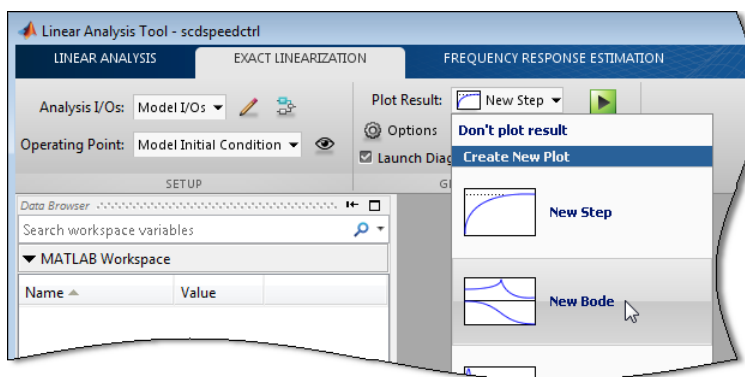 Linear Analysis Tool - scdspeedctrl
LINEAR ANALYSIS EXACT LINEARIZATION FREQUENCY RESPONSE ESTIMATION
Analysis I/Os: Model I/Os Plot Result: New Step
Operating Point: Model Initial Condition Options Don't plot result
Launch Diag Create New Plot
SETUP
Data Browser
New Step
Search workspace variables
MATLAB Workspace
Name Value
New Bode